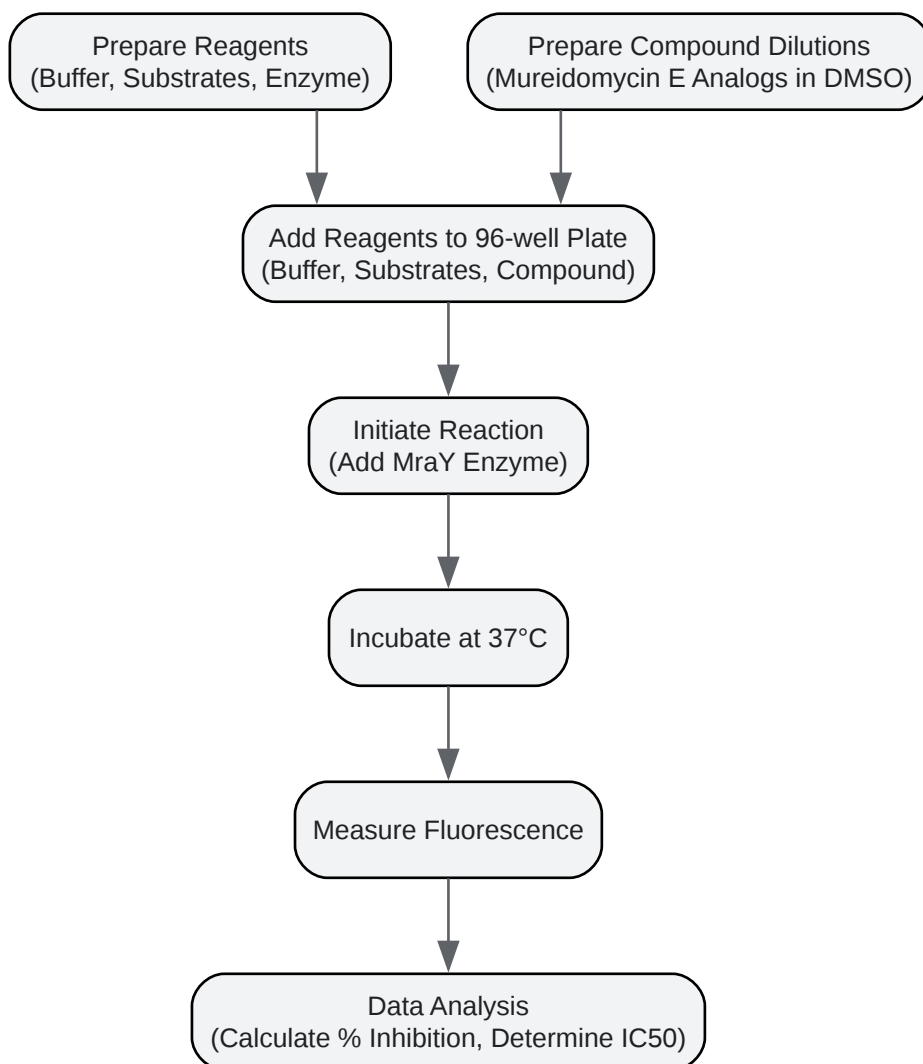 Prepare Reagents
(Buffer, Substrates, Enzyme)
Prepare Compound Dilutions
(Mureidomycin E Analogs in DMSO)
Add Reagents to 96-well Plate
(Buffer, Substrates, Compound)
Initiate Reaction
(Add MraY Enzyme)
Incubate at 37°C
Measure Fluorescence
Data Analysis
(Calculate % Inhibition, Determine IC50)